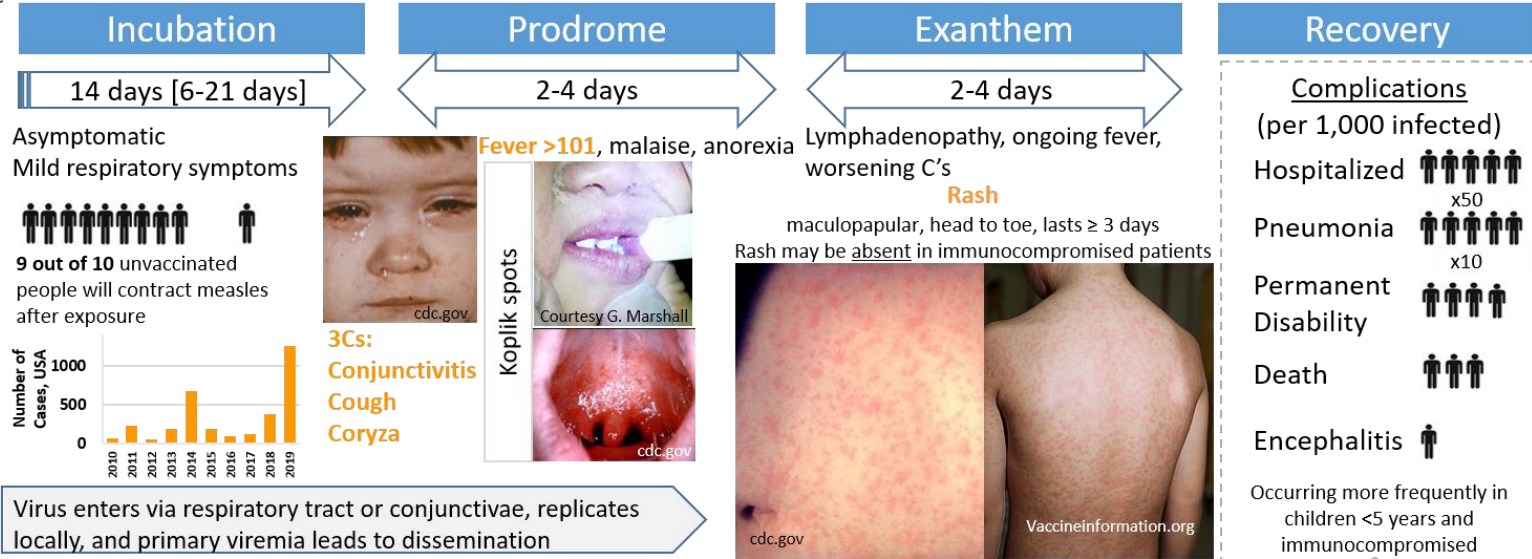 Incubation
14 days [6-21 days]
Asymptomatic
Mild respiratory symptoms
9 out of 10 unvaccinated
people will contract measles
after exposure
Number of
Cases, USA
1000
500
0
2010
2011
2012
2013
2014
2015
2016
2017
2018
2019
Prodrome
2-4 days
Fever >101, malaise, anorexia
cdc.gov
3Cs:
Conjunctivitis
Cough
Coryza
Koplik spots
Courtesy G. Marshall
cdc.gov
Exanthem
2-4 days
Lymphadenopathy, ongoing fever,
worsening C's
Rash
maculopapular, head to toe, lasts ≥ 3 days
Rash may be absent in immunocompromised patients
cdc.gov
Vaccineinformation.org
Virus enters via respiratory tract or conjunctivae, replicates
locally, and primary viremia leads to dissemination
Recovery
Complications
(per 1,000 infected)
Hospitalized
x50
Pneumonia
x10
Permanent
Disability
Death
Encephalitis
Occurring more frequently in
children <5 years and
immunocompromised